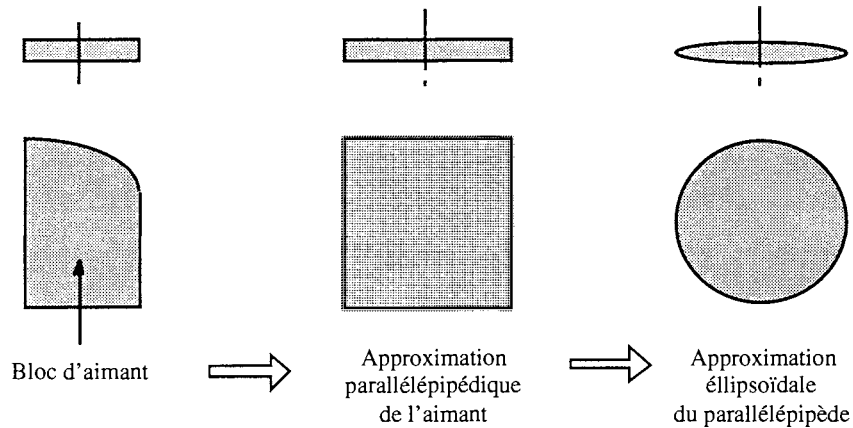 Bloc d'aimant
Approximation
parallélépipédique
de l'aimant
Approximation
éllipsoïdale
du parallélépipède